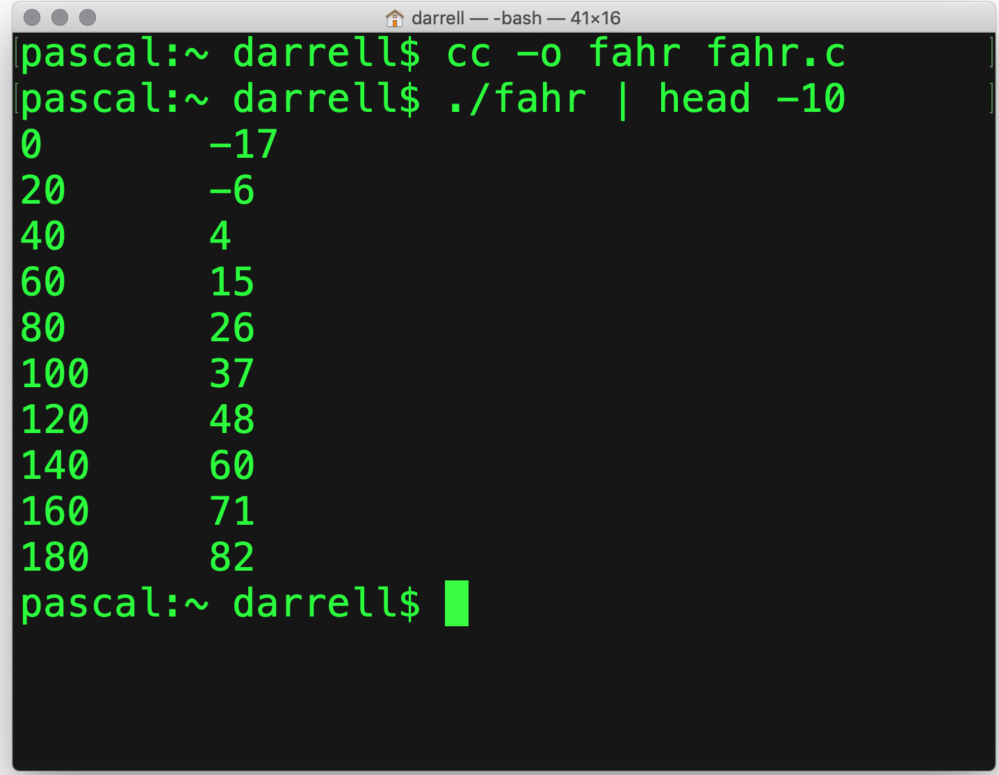 darrell — -bash — 41×16
pascal:~ darrell$ cc -o fahr fahr.c
pascal:~ darrell$ ./fahr | head -10
0	-17
20	-6
40	4
60	15
80	26
100	37
120	48
140	60
160	71
180	82
pascal:~ darrell$